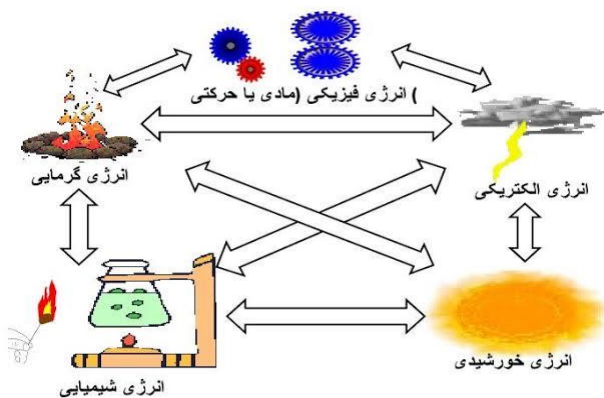 ) انرژی فیزیکی (مادی یا حرکتی
انرژی گرمایی
انرژی الکتریکی
انرژی شیمیایی
انرژی خورشیدی